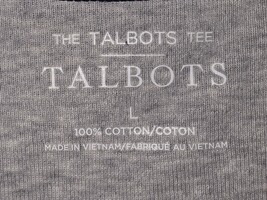 THE TALBOTS TEE
TALBOTS
L
100% COTTON/COTON
MADE IN VIETNAM/FABRIQUÉ AU VIETNAM